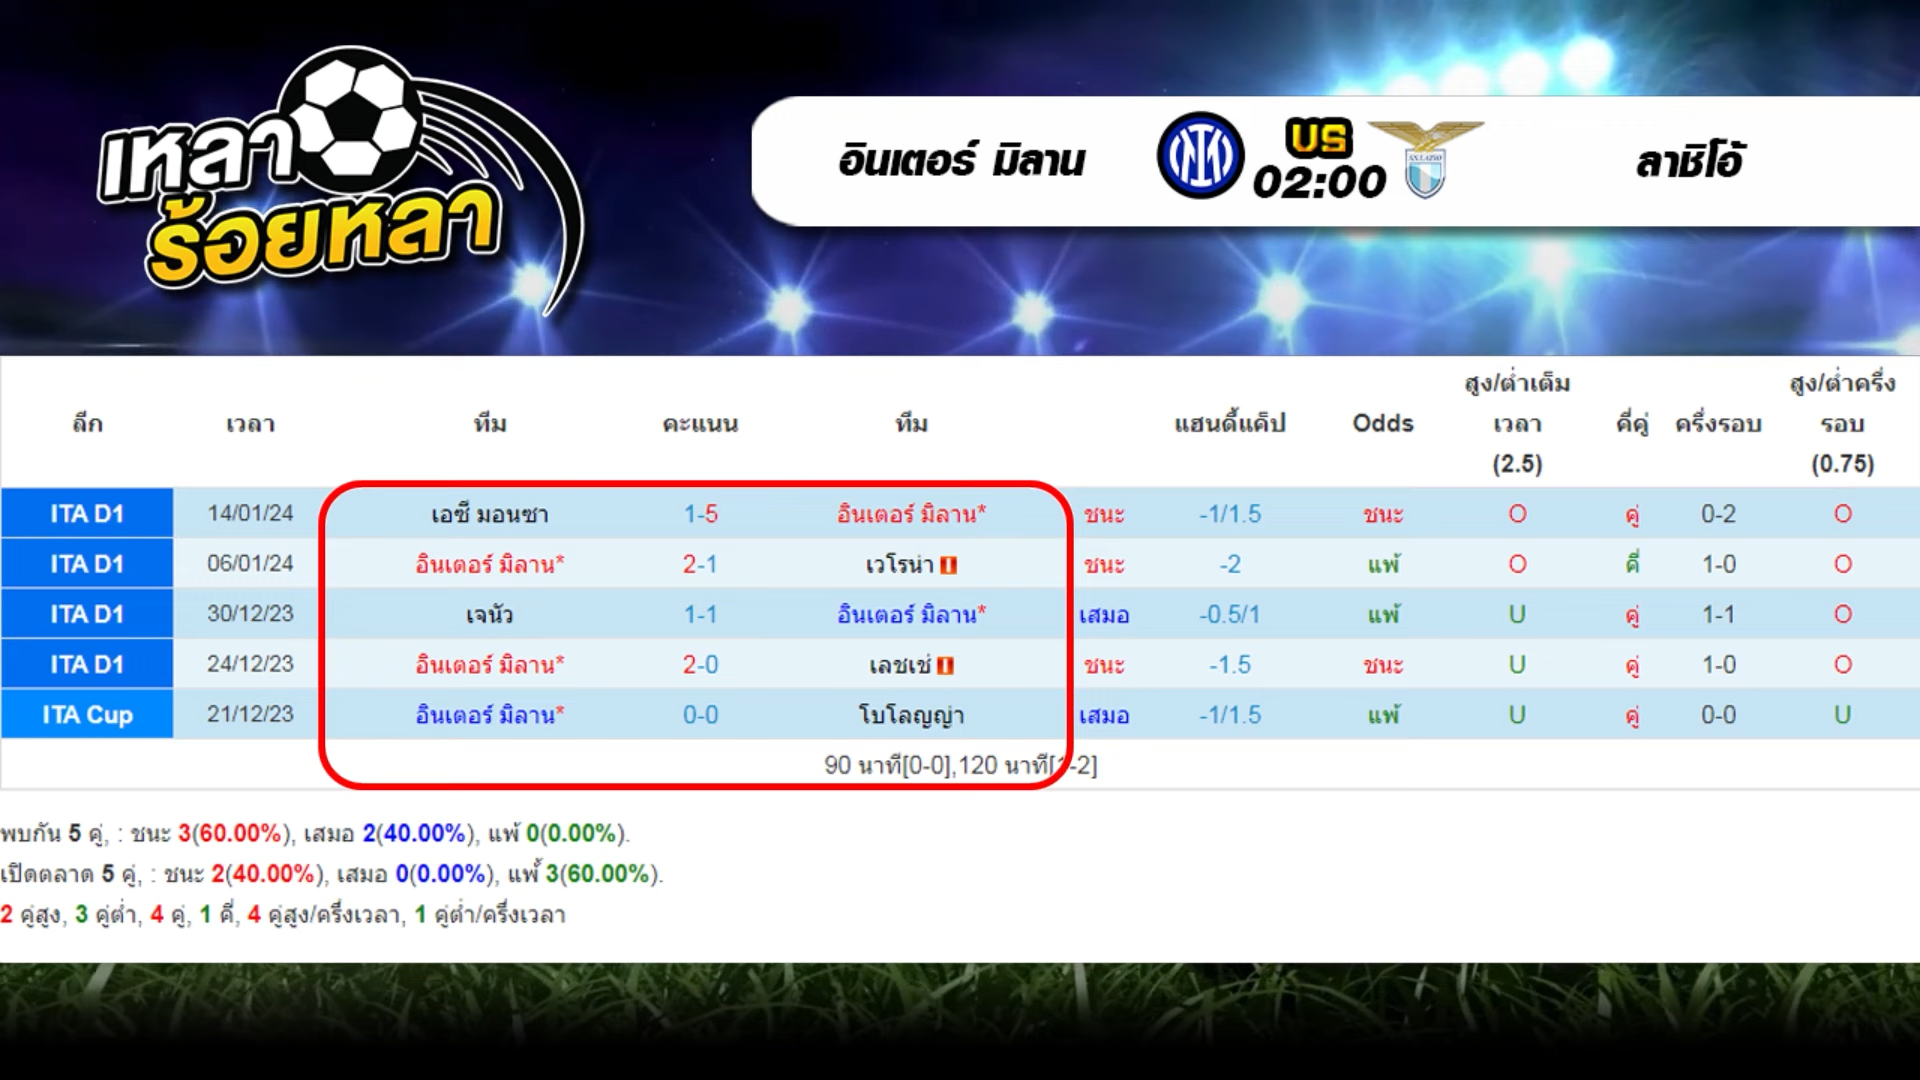 เหลา
ร้อยหลา
อินเตอร์ มิลาน
VS
02:00
ลาซิโอ้
ลีก เวลา ทีม คะแนน ทีม แฮนดี้แค็ป Odds สูง/ต่ำเต็มเวลา (2.5) คี่คู่ ครึ่งรอบ สูง/ต่ำครึ่งรอบ (0.75)
ITA D1 14/01/24 เอซี มอนซา 1-5 อินเตอร์ มิลาน* ชนะ -1/1.5 ชนะ O คู่ 0-2 O
ITA D1 06/01/24 อินเตอร์ มิลาน* 2-1 เวโรน่า ชนะ -2 แพ้ O คี่ 1-0 O
ITA D1 30/12/23 เจนัว 1-1 อินเตอร์ มิลาน* เสมอ -0.5/1 แพ้ U คู่ 1-1 O
ITA D1 24/12/23 อินเตอร์ มิลาน* 2-0 เลชเช่ ชนะ -1.5 ชนะ U คู่ 1-0 O
ITA Cup 21/12/23 อินเตอร์ มิลาน* 0-0 โบโลญญ่า เสมอ -1/1.5 แพ้ U คู่ 0-0 U
90 นาที[0-0],120 นาที[1-2]
พบกัน 5 คู่, : ชนะ 3(60.00%), เสมอ 2(40.00%), แพ้ 0(0.00%).
เปิดตลาด 5 คู่, : ชนะ 2(40.00%), เสมอ 0(0.00%), แพ้ 3(60.00%).
2 คู่สูง, 3 คู่ต่ำ, 4 คู่, 1 คี่, 4 คู่สูง/ครึ่งเวลา, 1 คู่ต่ำ/ครึ่งเวลา